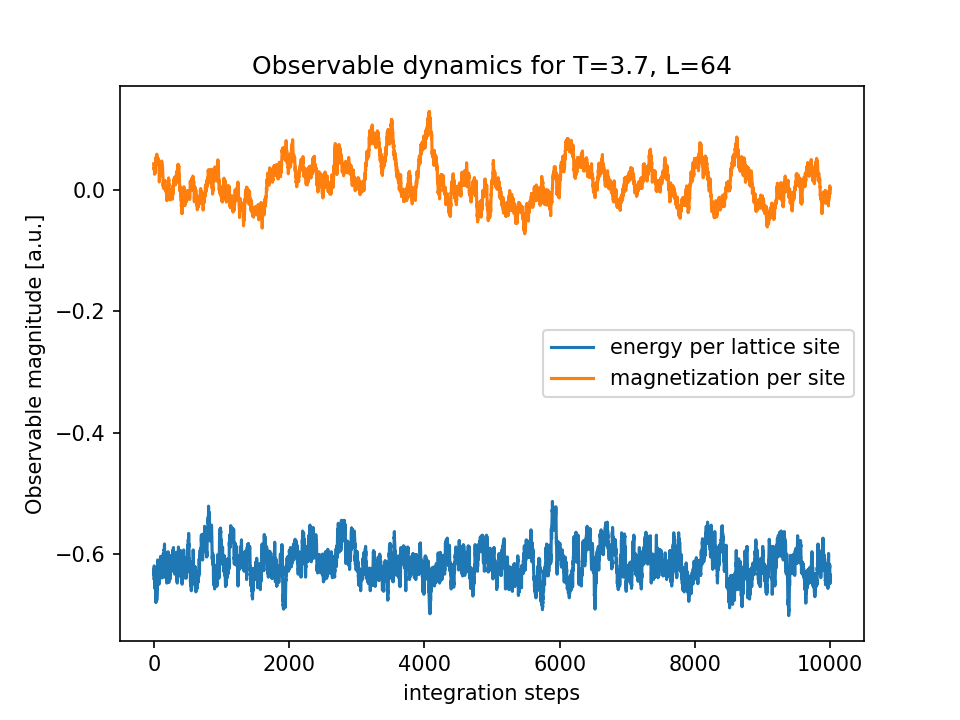 Observable dynamics for T=3.7, L=64
Observable magnitude [a.u.]
0.0
−0.2
−0.4
−0.6
energy per lattice site
magnetization per site
0 2000 4000 6000 8000 10000
integration steps